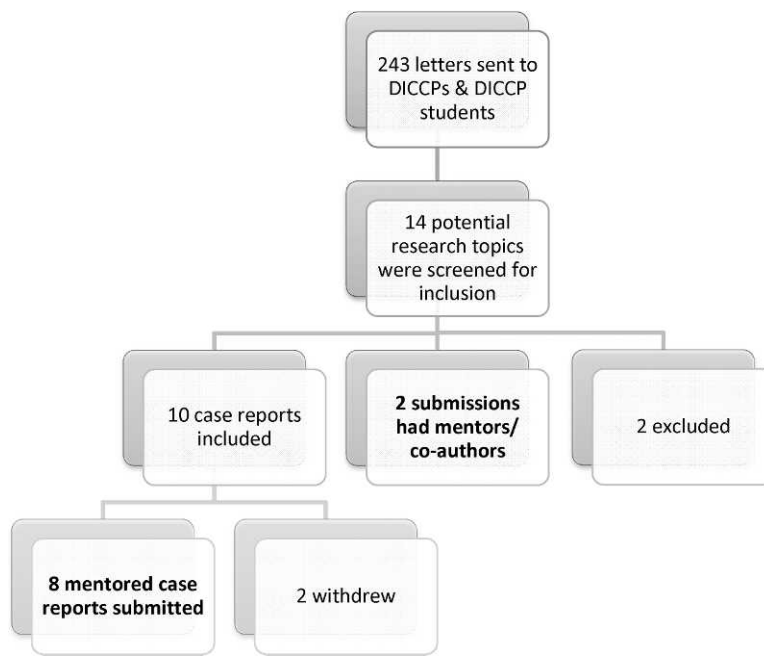 243 letters sent to
DICCPs & DICCP
students
14 potential
research topics
were screened for
inclusion
10 case reports
included
2 submissions
had mentors/
co-authors
2 excluded
8 mentored case
reports submitted
2 withdrew